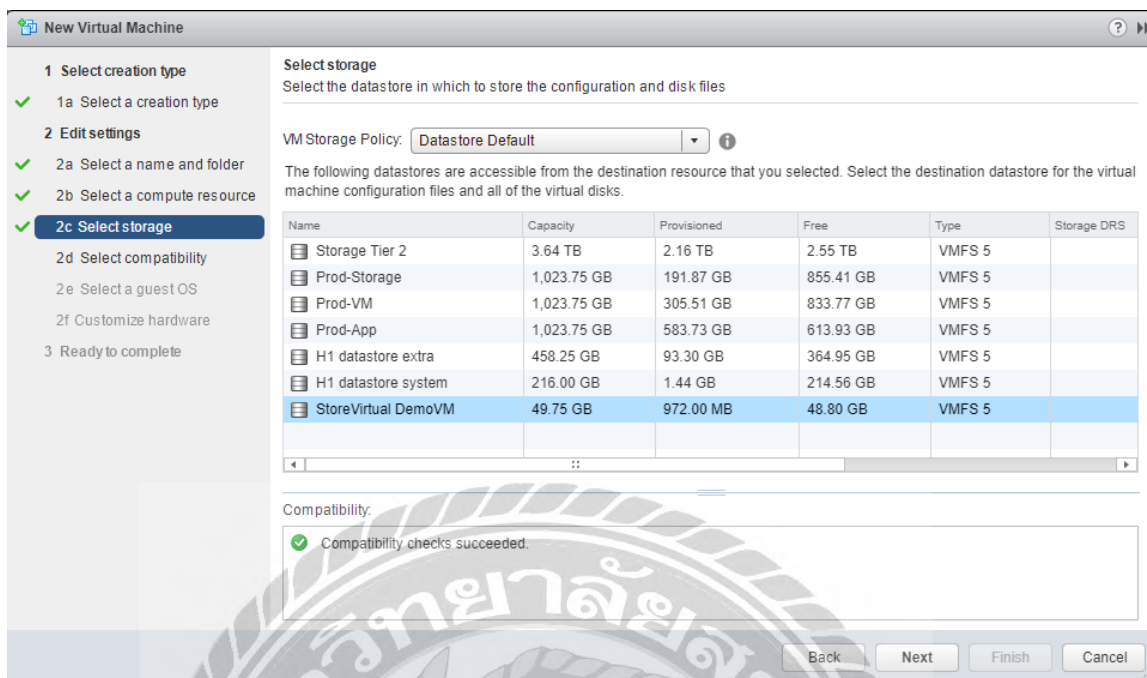 New Virtual Machine
1 Select creation type
1a Select a creation type
2 Edit settings
2a Select a name and folder
2b Select a compute resource
2c Select storage
2d Select compatibility
2e Select a guest OS
2f Customize hardware
3 Ready to complete
Select storage
Select the datastore in which to store the configuration and disk files
VM Storage Policy: Datastore Default
The following datastores are accessible from the destination resource that you selected. Select the destination datastore for the virtual
machine configuration files and all of the virtual disks.
Name Capacity Provisioned Free Type Storage DRS
Storage Tier 2 3.64 TB 2.16 TB 2.55 TB VMFS 5
Prod-Storage 1,023.75 GB 191.87 GB 855.41 GB VMFS 5
Prod-VM 1,023.75 GB 305.51 GB 833.77 GB VMFS 5
Prod-App 1,023.75 GB 583.73 GB 613.93 GB VMFS 5
H1 datastore extra 458.25 GB 93.30 GB 364.95 GB VMFS 5
H1 datastore system 216.00 GB 1.44 GB 214.56 GB VMFS 5
StoreVirtual DemoVM 49.75 GB 972.00 MB 48.80 GB VMFS 5
Compatibility:
Compatibility checks succeeded.
Back Next Finish Cancel